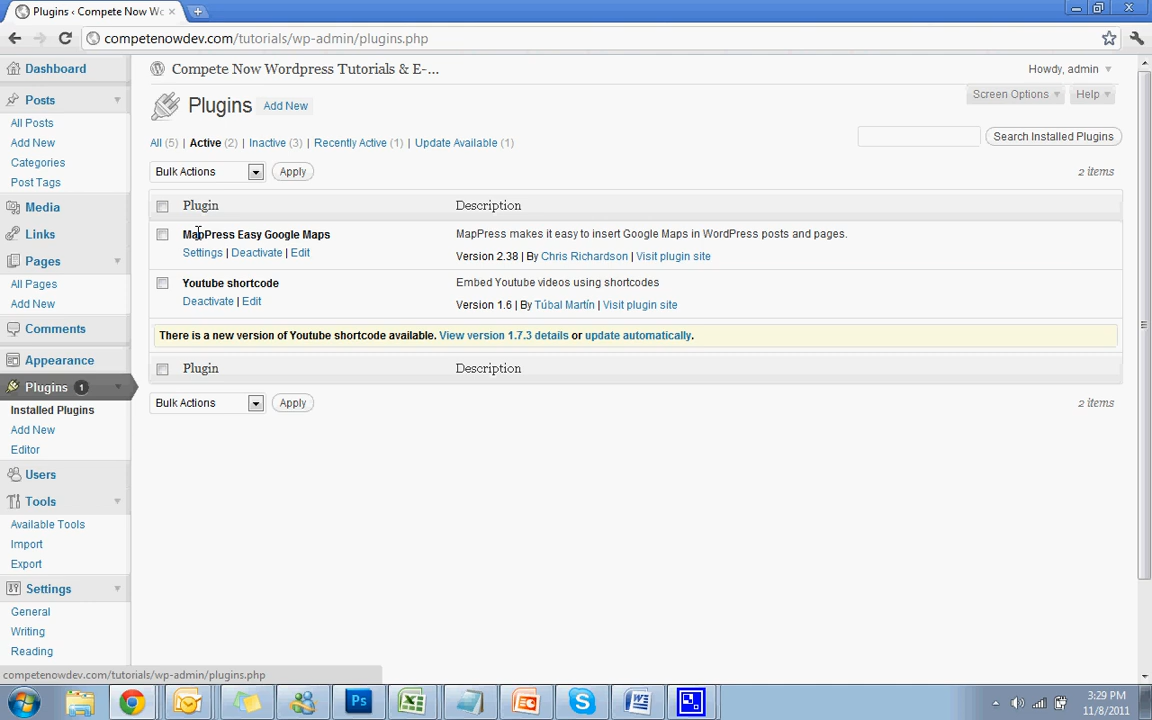 Plugins ‹ Compete Now Wc
competenowdev.com/tutorials/wp-admin/plugins.php
Compete Now Wordpress Tutorials & E-...
Howdy, admin
Screen Options
Help
Plugins
Add New
All (5) | Active (2) | Inactive (3) | Recently Active (1) | Update Available (1)
Search Installed Plugins
Bulk Actions
Apply
2 items
Plugin
Description
MapPress Easy Google Maps
MapPress makes it easy to insert Google Maps in WordPress posts and pages.
Settings | Deactivate | Edit
Version 2.38 | By Chris Richardson | Visit plugin site
Youtube shortcode
Embed Youtube videos using shortcodes
Deactivate | Edit
Version 1.6 | By Túbal Martín | Visit plugin site
There is a new version of Youtube shortcode available. View version 1.7.3 details or update automatically.
Plugin
Description
Bulk Actions
Apply
2 items
Dashboard
Posts
All Posts
Add New
Categories
Post Tags
Media
Links
Pages
All Pages
Add New
Comments
Appearance
Plugins 1
Installed Plugins
Add New
Editor
Users
Tools
Available Tools
Import
Export
Settings
General
Writing
Reading
competenowdev.com/tutorials/wp-admin/plugins.php
Ps
3:29 PM
11/8/2011